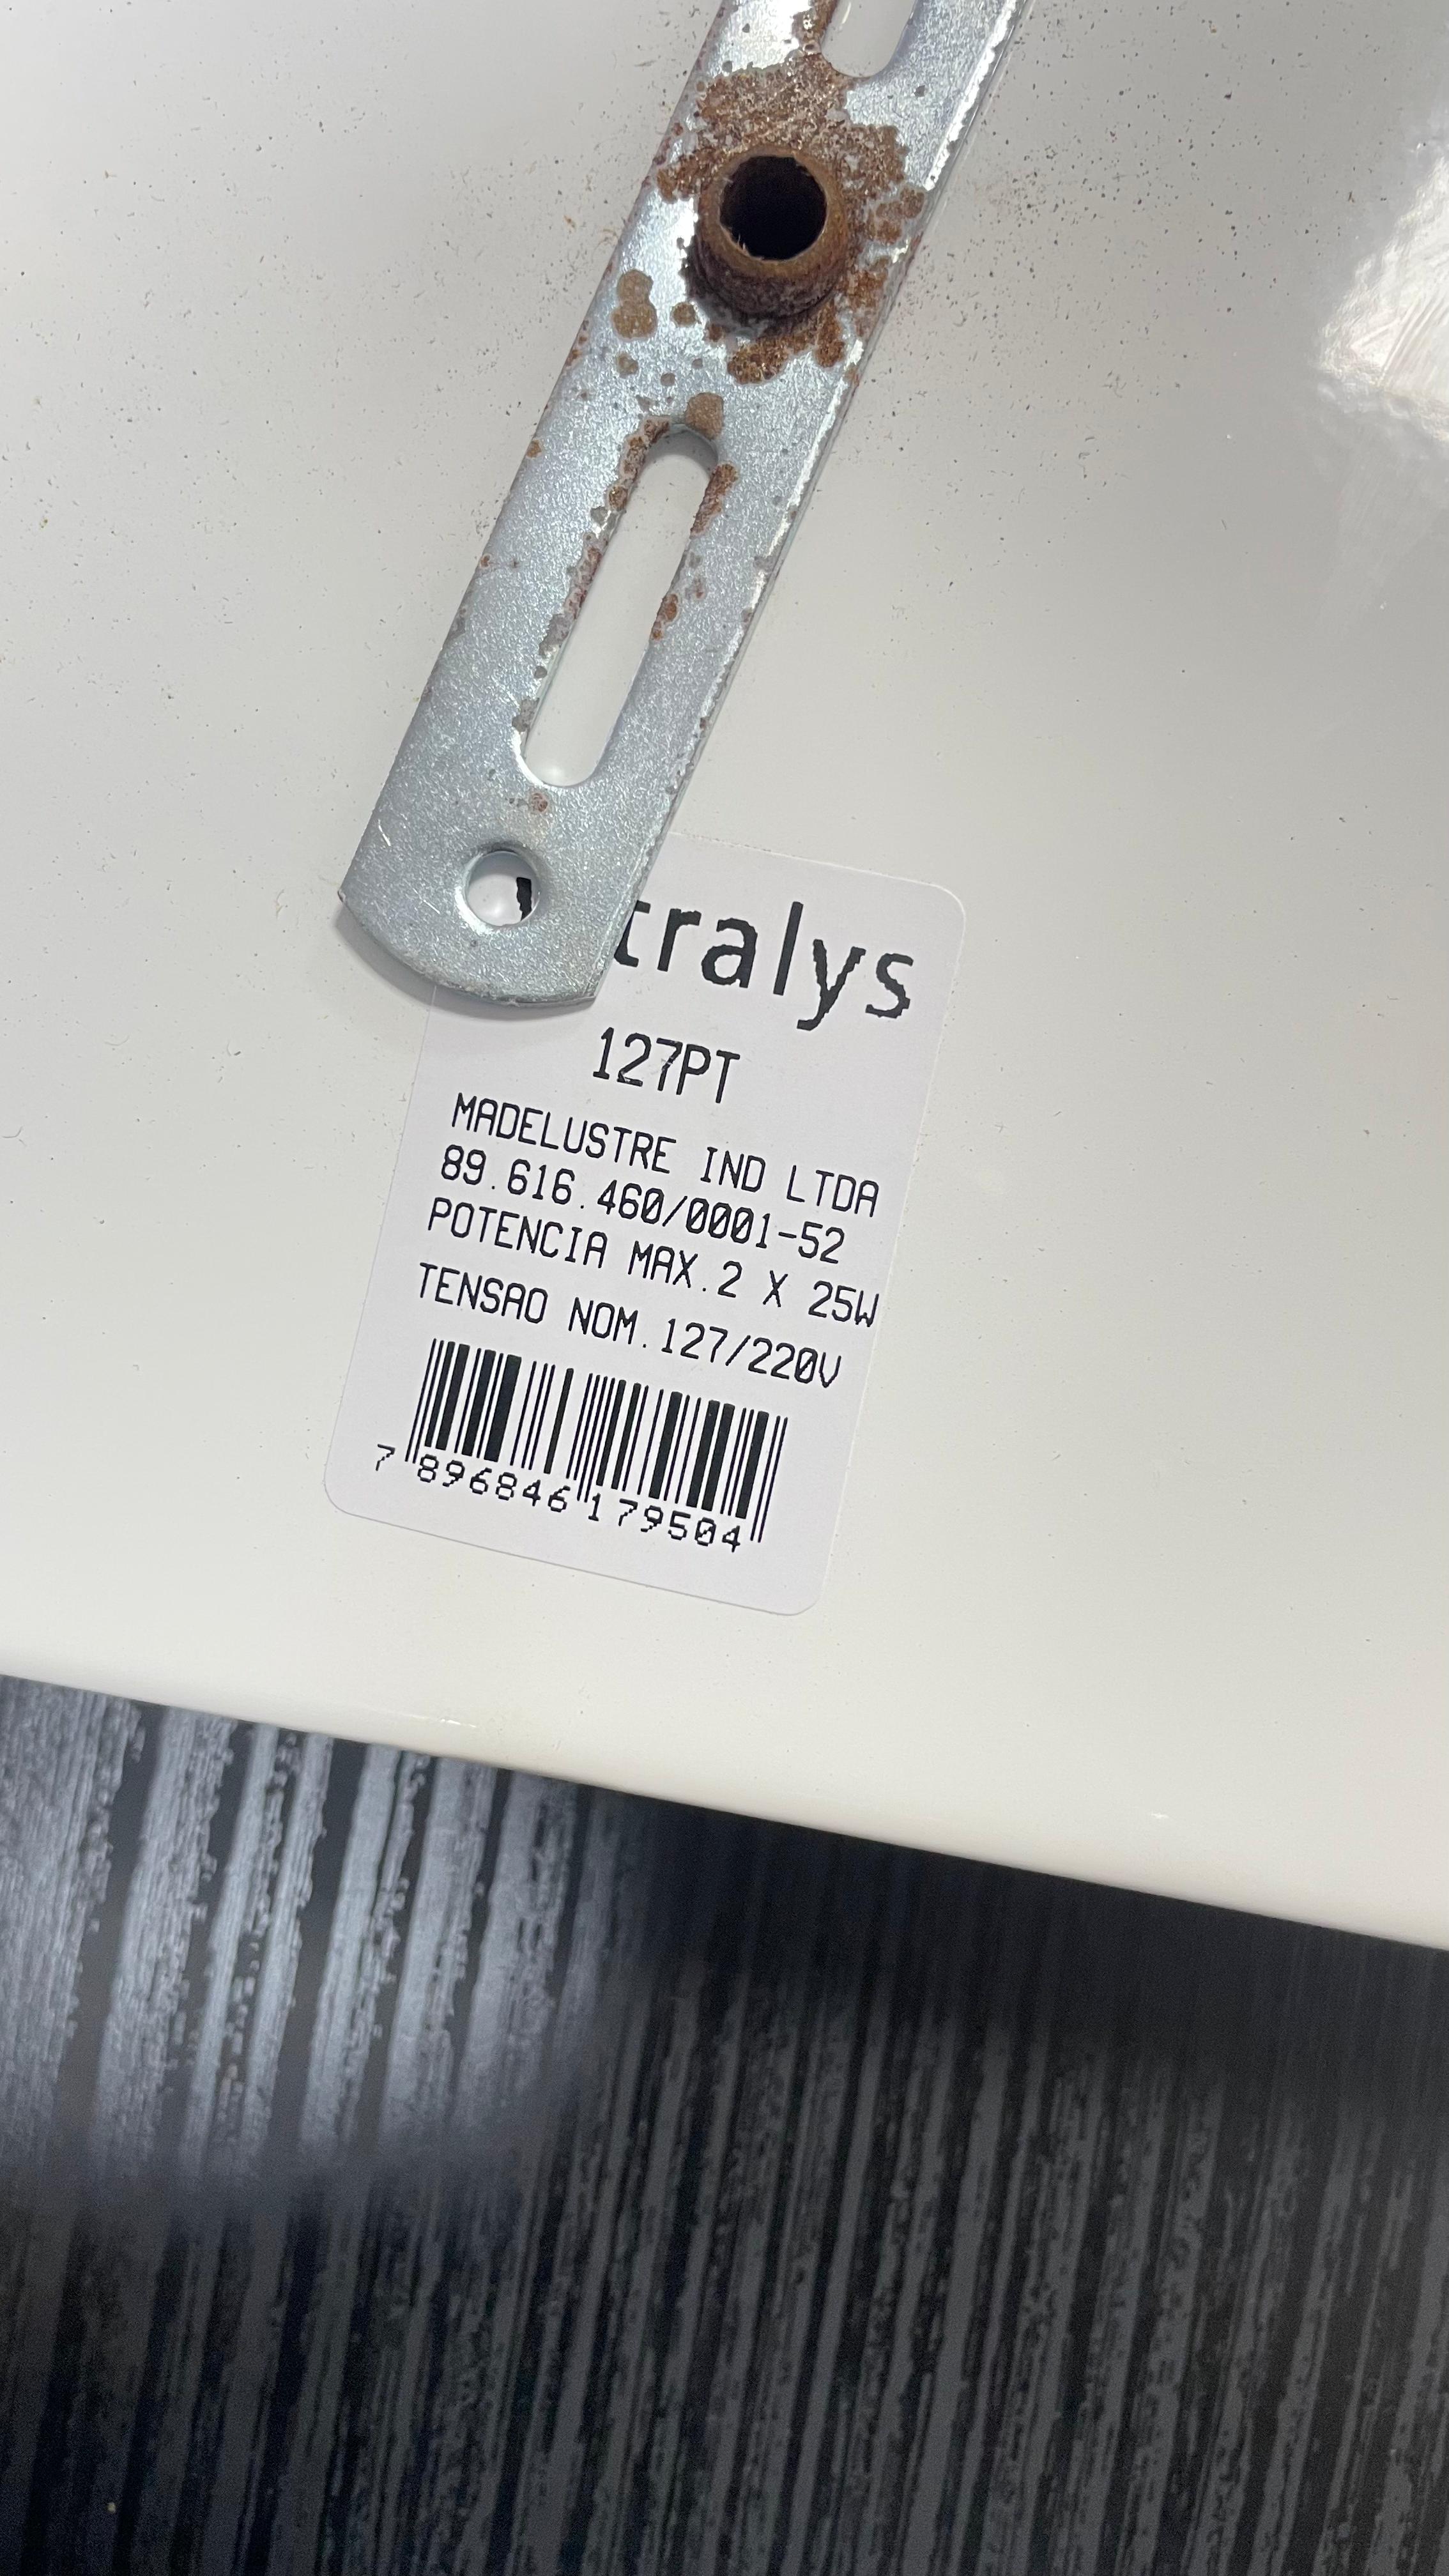 tralys
127PT
MADELUSTRE IND LTDA
89.616.460/0001-52
POTENCIA MAX.2 X 25W
TENSAO NOM.127/220V
7 896846 179504